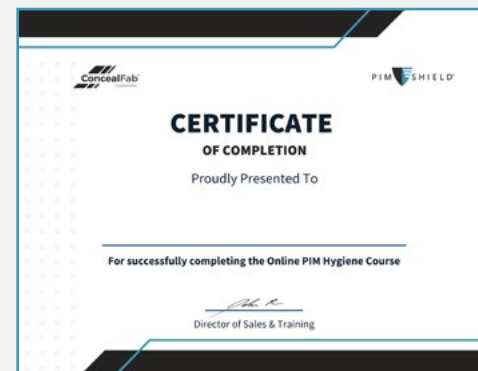 ConcealFab
PIM SHIELD
CERTIFICATE
OF COMPLETION
Proudly Presented To
For successfully completing the Online PIM Hygiene Course
Director of Sales & Training